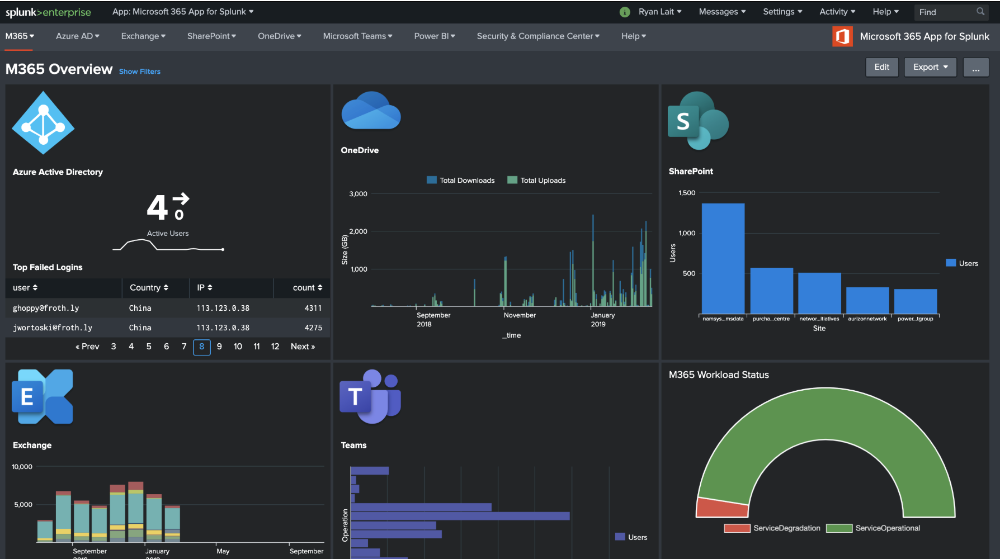 splunk>enterprise App: Microsoft 365 App for Splunk
i Ryan Lait Messages Settings Activity Help Find
M365 Azure AD Exchange SharePoint OneDrive Microsoft Teams Power BI Security & Compliance Center Help
Microsoft 365 App for Splunk
M365 Overview Show Filters
Edit Export ...
Azure Active Directory
4 0
Active Users
Top Failed Logins
user Country IP count
ghoppy@froth.ly China 113.123.0.38 4311
jwortoski@froth.ly China 113.123.0.38 4275
« Prev 3 4 5 6 7 8 9 10 11 12 Next »
OneDrive
Total Downloads Total Uploads
3,000
2,000
1,000
Size (GB)
September November January
2018 2019
_time
S
SharePoint
1,500
1,000
500
Users
Users
namsys...msdata purcha...centre networ...itiatives aurizonnetwork power...tgroup
Site
E
Exchange
10,000
5,000
September January May September
2018 2019
T
Teams
Operation
Users
M365 Workload Status
ServiceDegradation ServiceOperational